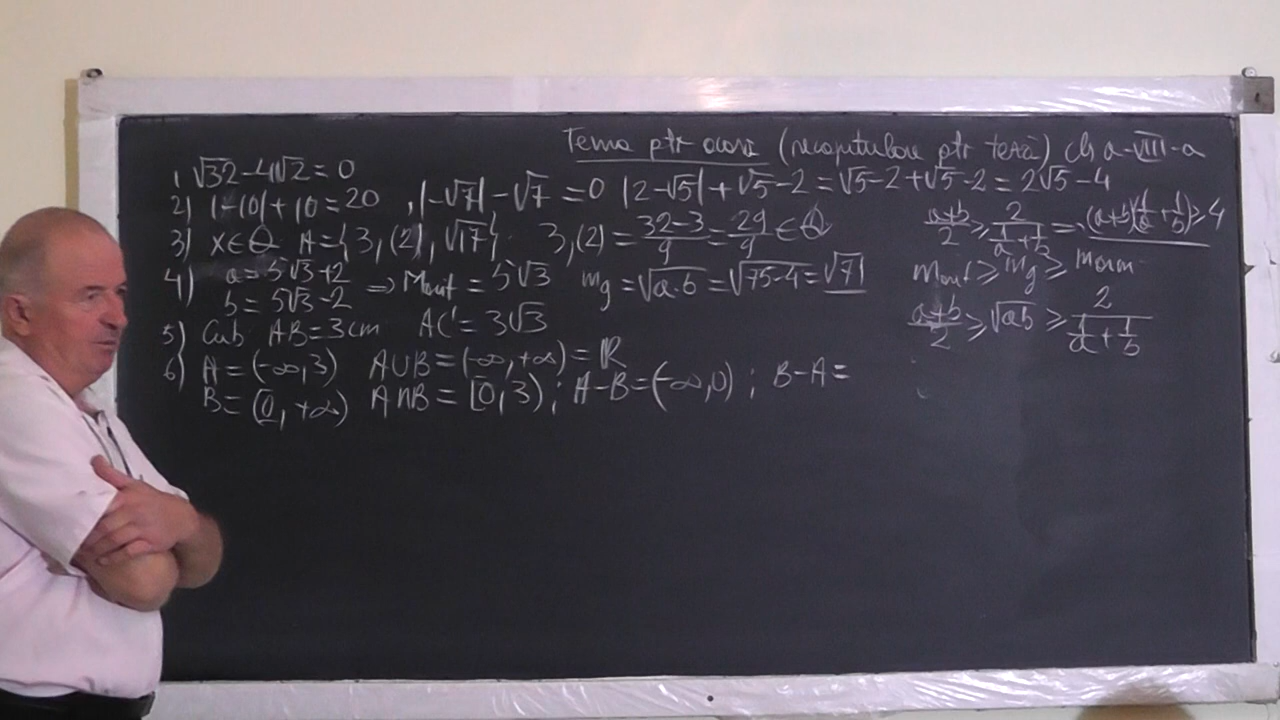 Tema ptr acasă (recapitulare ptr teză) cls a-VIII-a
1) √32-4√2=0
2) |-10|+10=20, |-√7|-√7=0 |2-√5|+√5-2=√5-2+√5-2=2√5-4
3) x∈Q A={3,(2),√17} 3,(2)=(32-3)/9=29/9∈Q
4) a=5√3+2
b=5√3-2 ⇒ Marit=5√3 mg=√(a·b)=√(75-4)=√71
5) Cub AB=3cm AC'=3√3
6) A=(-∞,3) A∪B=(-∞,+∞)=ℝ
B=[0,+∞) A∩B=[0,3); A-B=(-∞,0); B-A=
(a+b)/2 ≥ 2/(1/a+1/b) ⇒ (a+b)(1/a+1/b)≥4
Marit ≥ mg ≥ marm
(a+b)/2 ≥ √ab ≥ 2/(1/a+1/b)